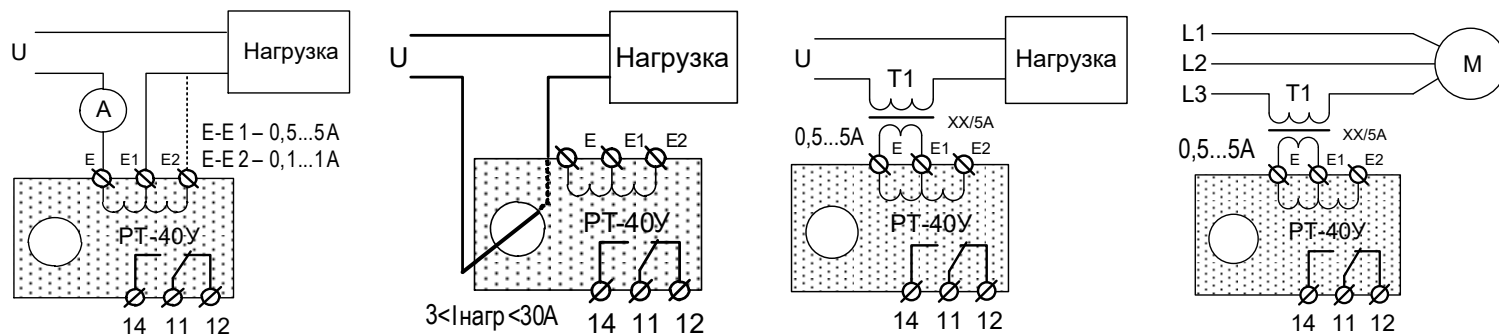 U
Нагрузка
A
E-E1 – 0,5...5A
E-E2 – 0,1...1A
E E1 E2
РТ-40У
14 11 12
U
Нагрузка
E E1 E2
РТ-40У
3<Iнагр<30A
14 11 12
U
T1
Нагрузка
0,5...5A
XX/5A
E E1 E2
РТ-40У
14 11 12
L1
L2
L3
T1
M
0,5...5A
XX/5A
E E1 E2
РТ-40У
14 11 12